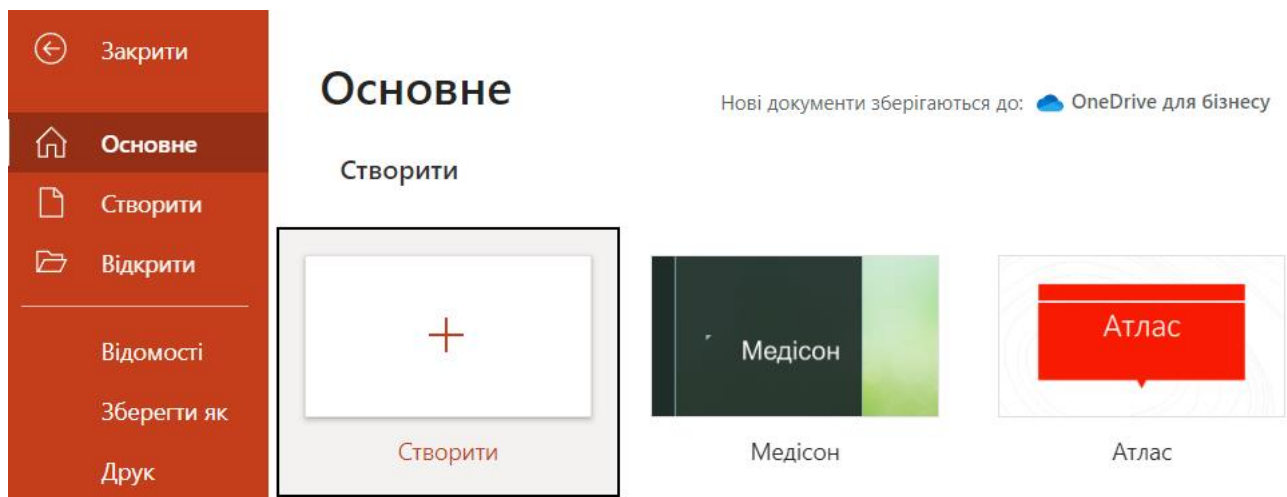 Закрити
Основне
Створити
Відкрити
Відомості
Зберегти як
Друк
Основне
Нові документи зберігаються до: OneDrive для бізнесу
Створити
Створити
Медісон
Медісон
Атлас
Атлас